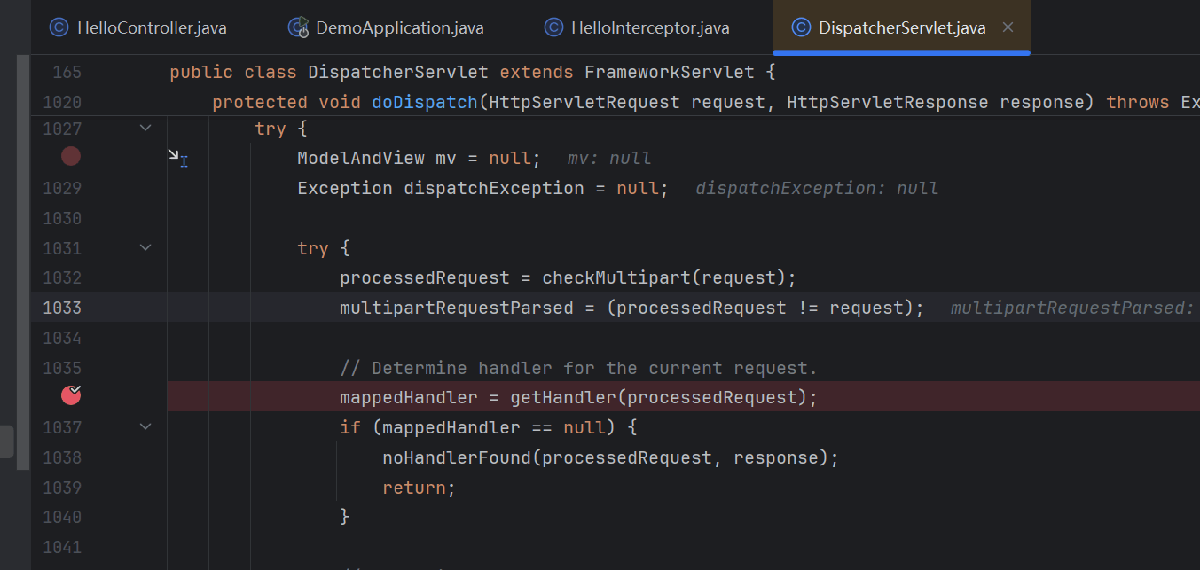 HelloController.java DemoApplication.java HelloInterceptor.java DispatcherServlet.java
165 public class DispatcherServlet extends FrameworkServlet {
1020 protected void doDispatch(HttpServletRequest request, HttpServletResponse response) throws Ex
1027 try {
ModelAndView mv = null; mv: null
1029 Exception dispatchException = null; dispatchException: null
1030
1031 try {
1032 processedRequest = checkMultipart(request);
1033 multipartRequestParsed = (processedRequest != request); multipartRequestParsed:
1034
1035 // Determine handler for the current request.
mappedHandler = getHandler(processedRequest);
1037 if (mappedHandler == null) {
1038 noHandlerFound(processedRequest, response);
1039 return;
1040 }
1041